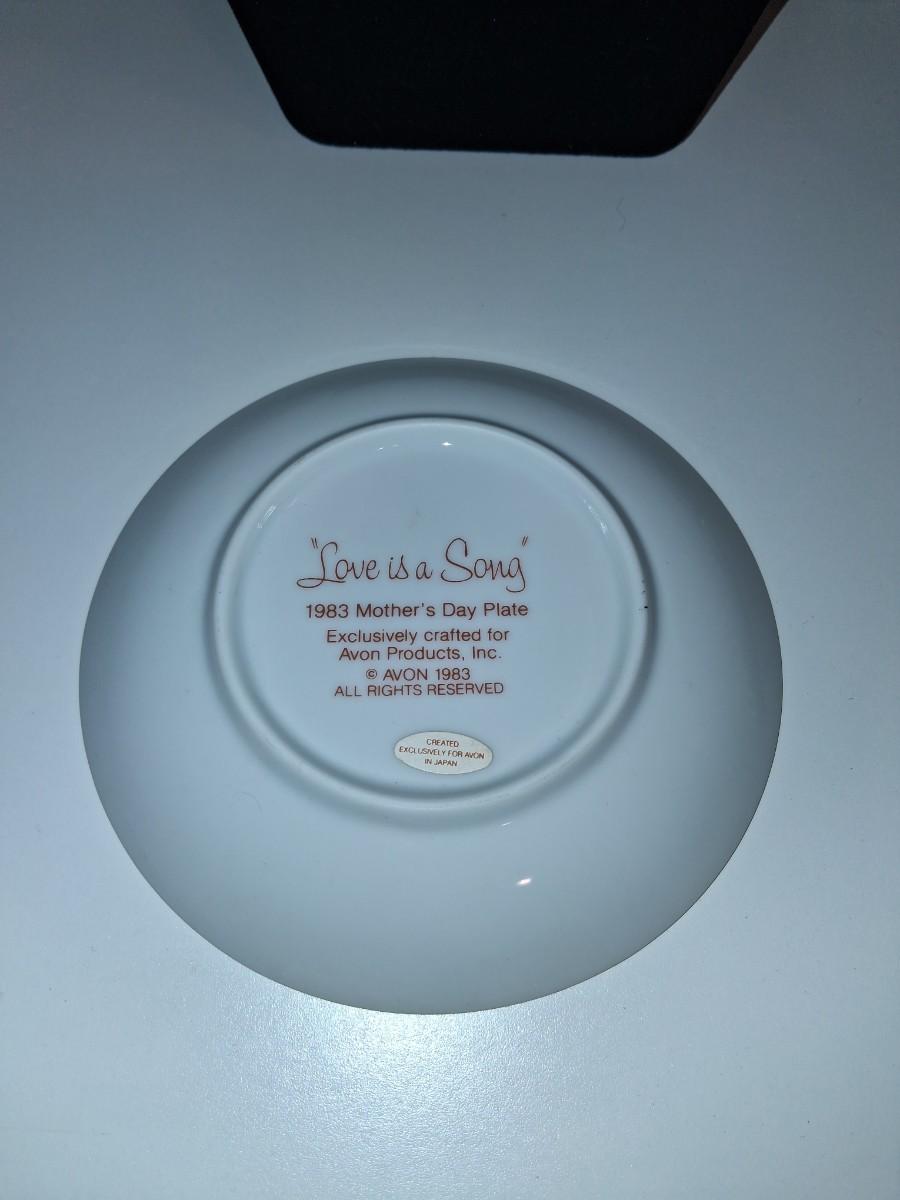 "Love is a Song"
1983 Mother's Day Plate
Exclusively crafted for
Avon Products, Inc.
© AVON 1983
ALL RIGHTS RESERVED
CREATED
EXCLUSIVELY FOR AVON
IN JAPAN